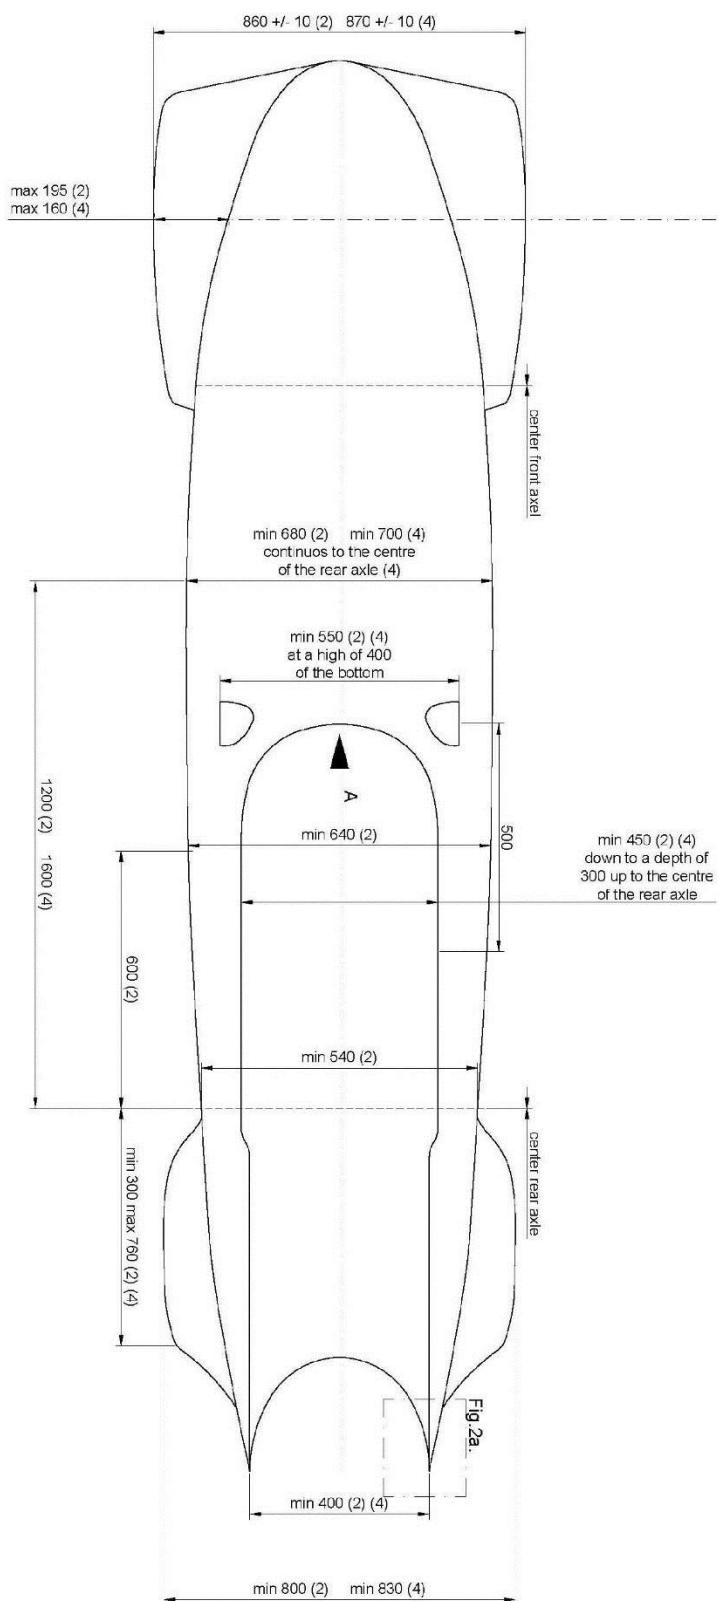 860 +/- 10 (2) 870 +/- 10 (4)
max 195 (2)
max 160 (4)
center front axel
min 680 (2) min 700 (4)
continuos to the centre
of the rear axle (4)
min 550 (2) (4)
at a high of 400
of the bottom
A
1200 (2) 1600 (4)
min 640 (2)
500
min 450 (2) (4)
down to a depth of
300 up to the centre
of the rear axle
600 (2)
min 540 (2)
center rear axle
min 300 max 760 (2) (4)
Fig.2a.
min 400 (2) (4)
min 800 (2) min 830 (4)